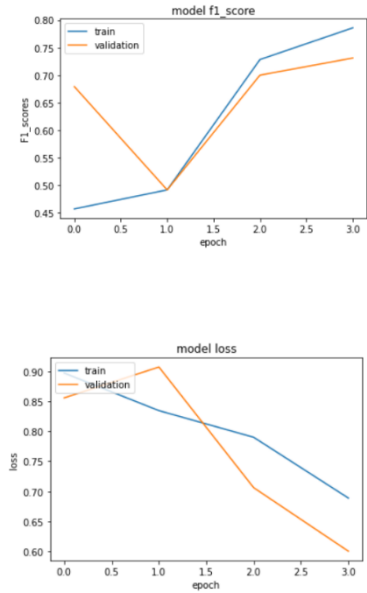 model f1_score
train
validation
0.80
0.75
0.70
0.65
0.60
0.55
0.50
0.45
F1_scores
0.0 0.5 1.0 1.5 2.0 2.5 3.0
epoch
model loss
train
validation
0.90
0.85
0.80
0.75
0.70
0.65
0.60
loss
0.0 0.5 1.0 1.5 2.0 2.5 3.0
epoch